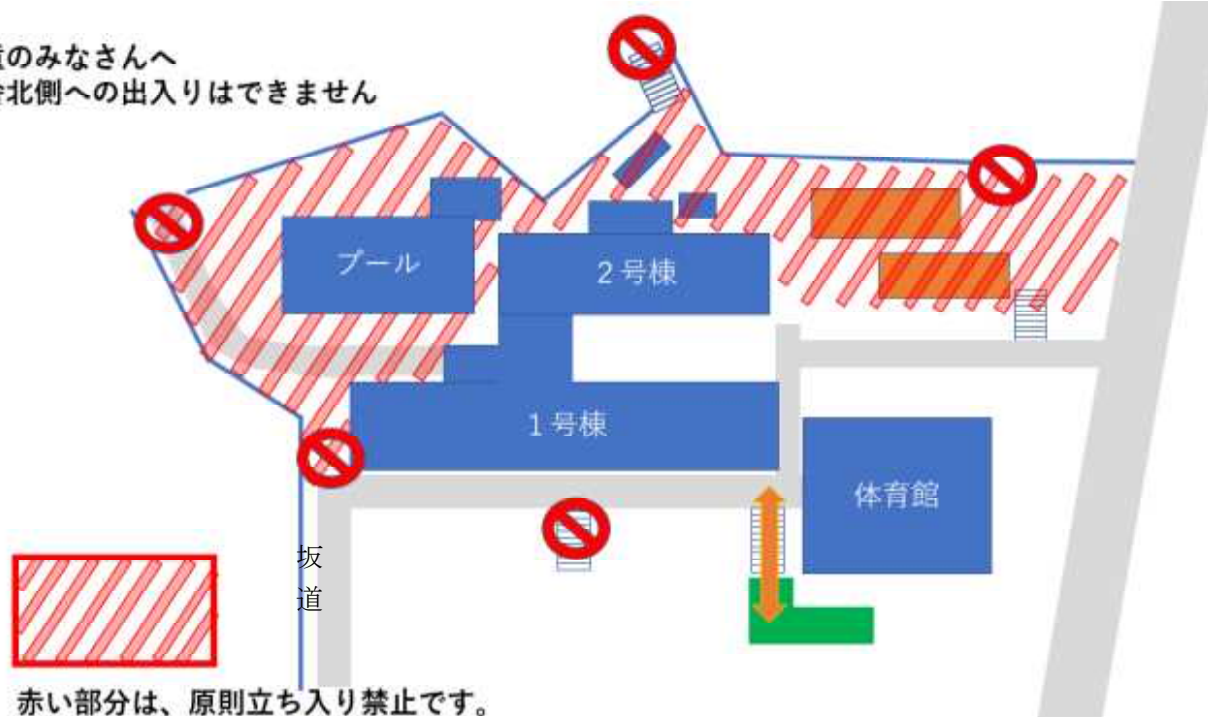 のみなさんへ
北側への出入りはできません
プール
２号棟
１号棟
体育館
坂道
赤い部分は、原則立ち入り禁止です。